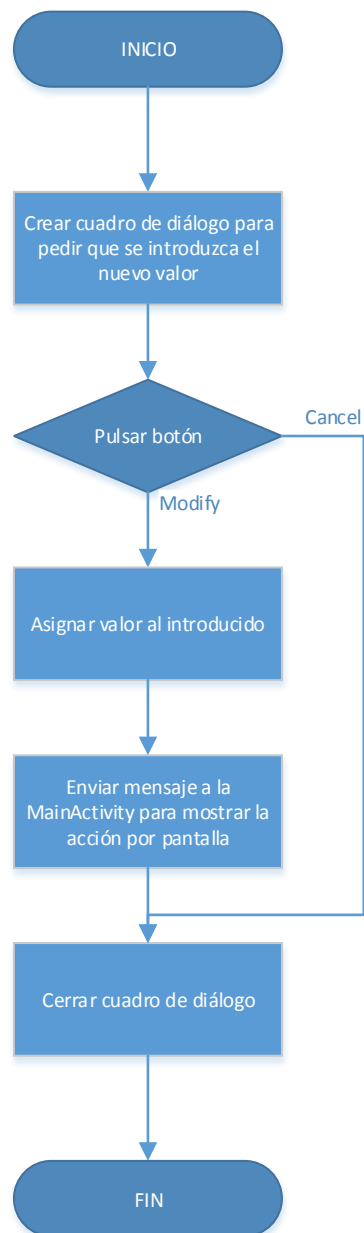 INICIO
Crear cuadro de diálogo para
pedir que se introduzca el
nuevo valor
Cancel
Pulsar botón
Modify
Asignar valor al introducido
Enviar mensaje a la
MainActivity para mostrar la
acción por pantalla
Cerrar cuadro de diálogo
FIN